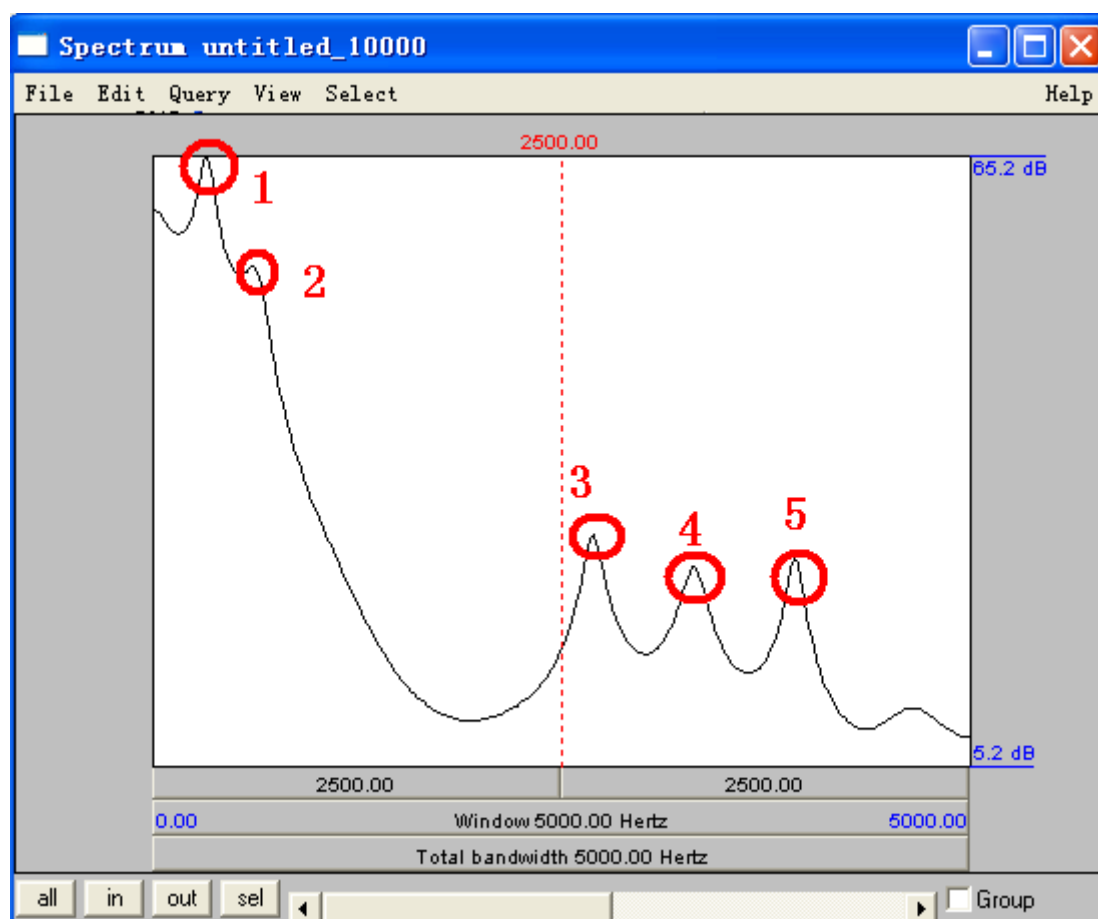 Spectrum untitled_10000
File Edit Query View Select Help
2500.00
65.2 dB
1
2
3
4
5
5.2 dB
2500.00 2500.00
0.00 Window 5000.00 Hertz 5000.00
Total bandwidth 5000.00 Hertz
all in out sel Group